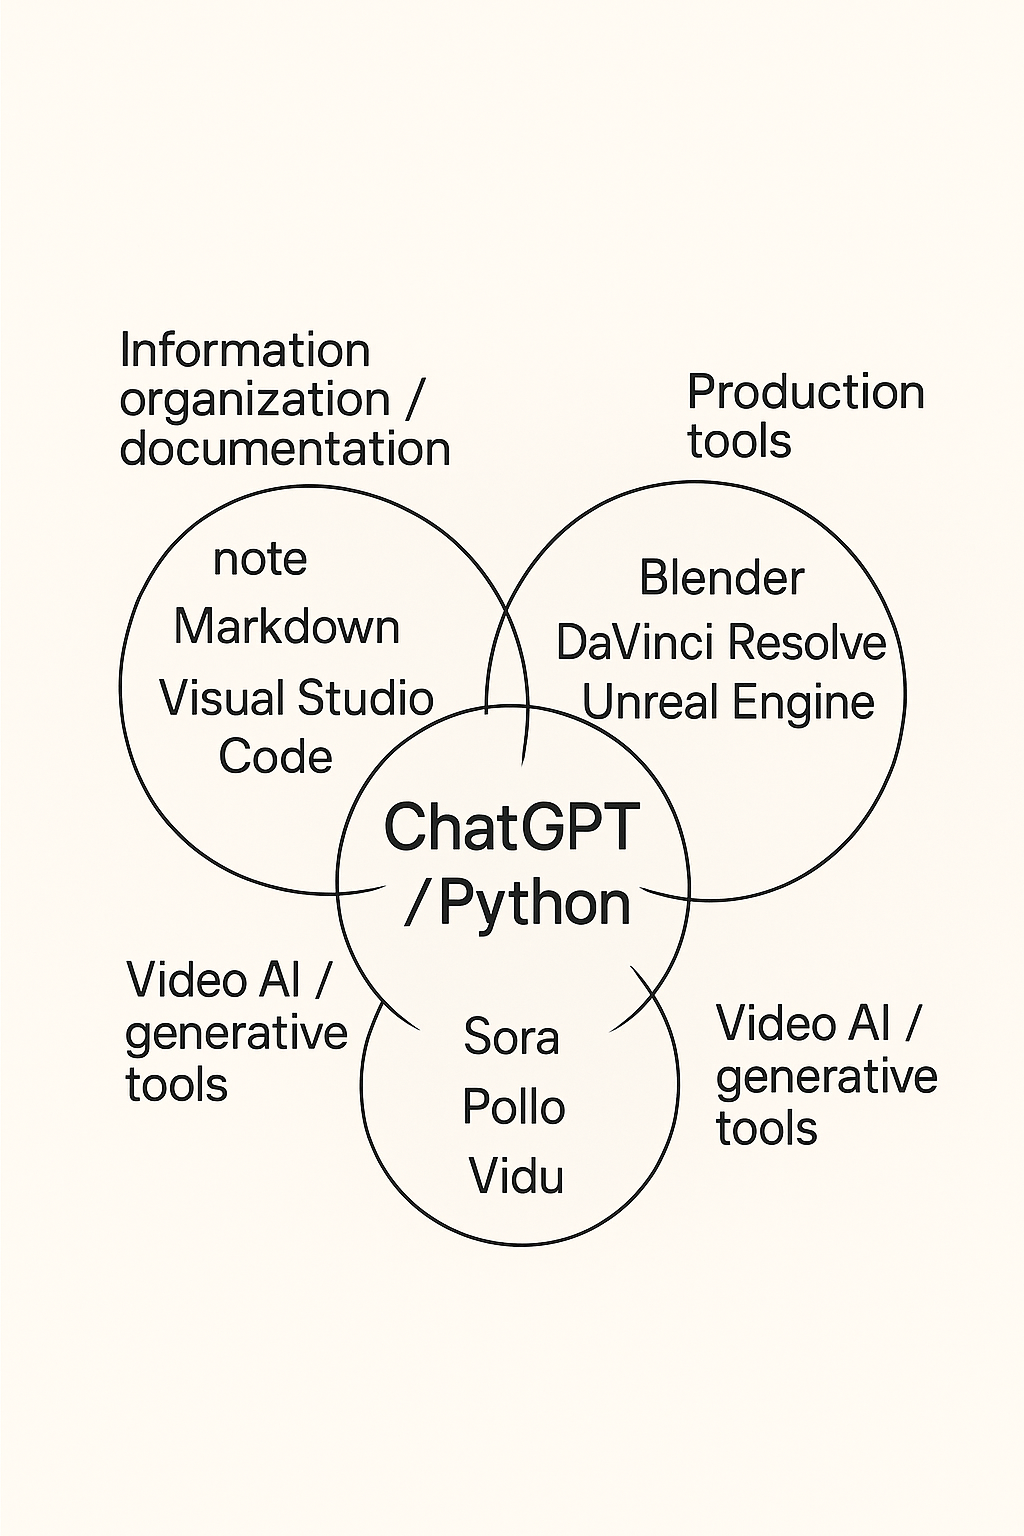 Information
organization /
documentation
Production
tools
note
Markdown
Visual Studio
Code
Blender
DaVinci Resolve
Unreal Engine
ChatGPT
/Python
Video AI /
generative
tools
Sora
Pollo
Vidu
Video AI /
generative
tools